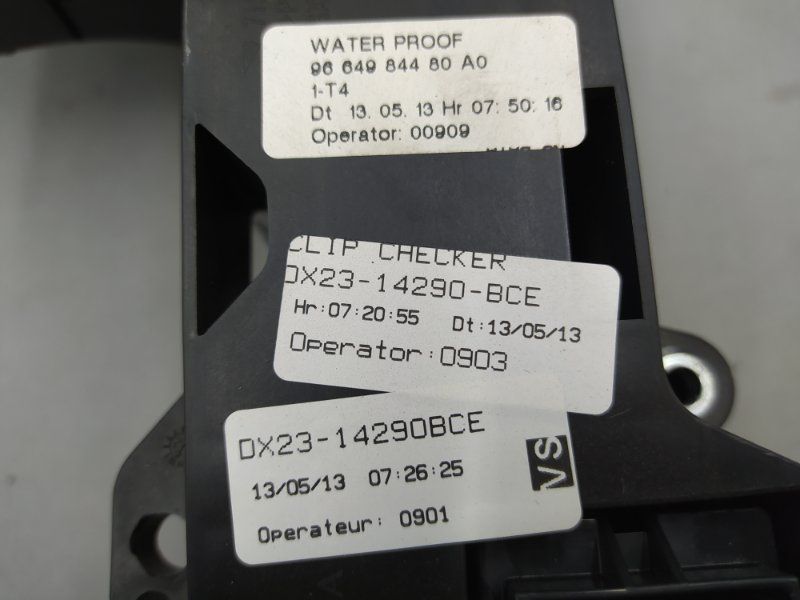 WATER PROOF
96 649 844 80 A0
1-T4
Dt 13. 05. 13 Hr 07: 50: 16
Operator: 00909
CLIP CHECKER
DX23-14290-BCE
Hr:07:20:55 Dt:13/05/13
Operator:0903
DX23-14290BCE
13/05/13 07:26:25
VS
Operateur: 0901